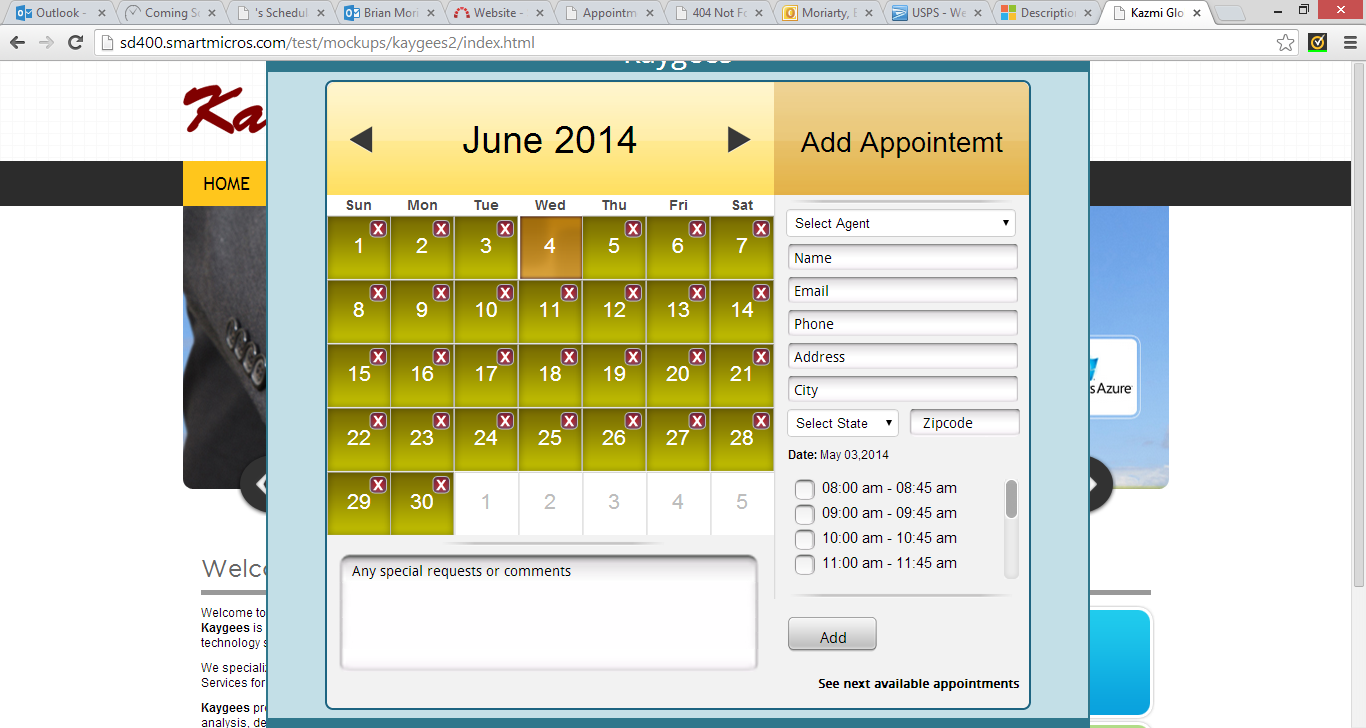 Outlook -
Coming So
's Schedul
Brian Mori
Website -
Appointm
404 Not Fo
Moriarty, B
USPS - We
Description
Kazmi Glo
sd400.smartmicros.com/test/mockups/kaygees2/index.html
Kaygees
Ka
HOME
June 2014
Add Appointemt
Sun Mon Tue Wed Thu Fri Sat
1 X 2 X 3 X 4 5 X 6 X 7 X
8 X 9 X 10 X 11 X 12 X 13 X 14 X
15 X 16 X 17 X 18 X 19 X 20 X 21 X
22 X 23 X 24 X 25 X 26 X 27 X 28 X
29 X 30 X 1 2 3 4 5
Any special requests or comments
Select Agent
Name
Email
Phone
Address
City
Select State Zipcode
Date: May 03,2014
08:00 am - 08:45 am
09:00 am - 09:45 am
10:00 am - 10:45 am
11:00 am - 11:45 am
Add
See next available appointments
s Azure
Welc
Welcome to
Kaygees is
technology s
We speciali
Services for
Kaygees pr
analysis, de